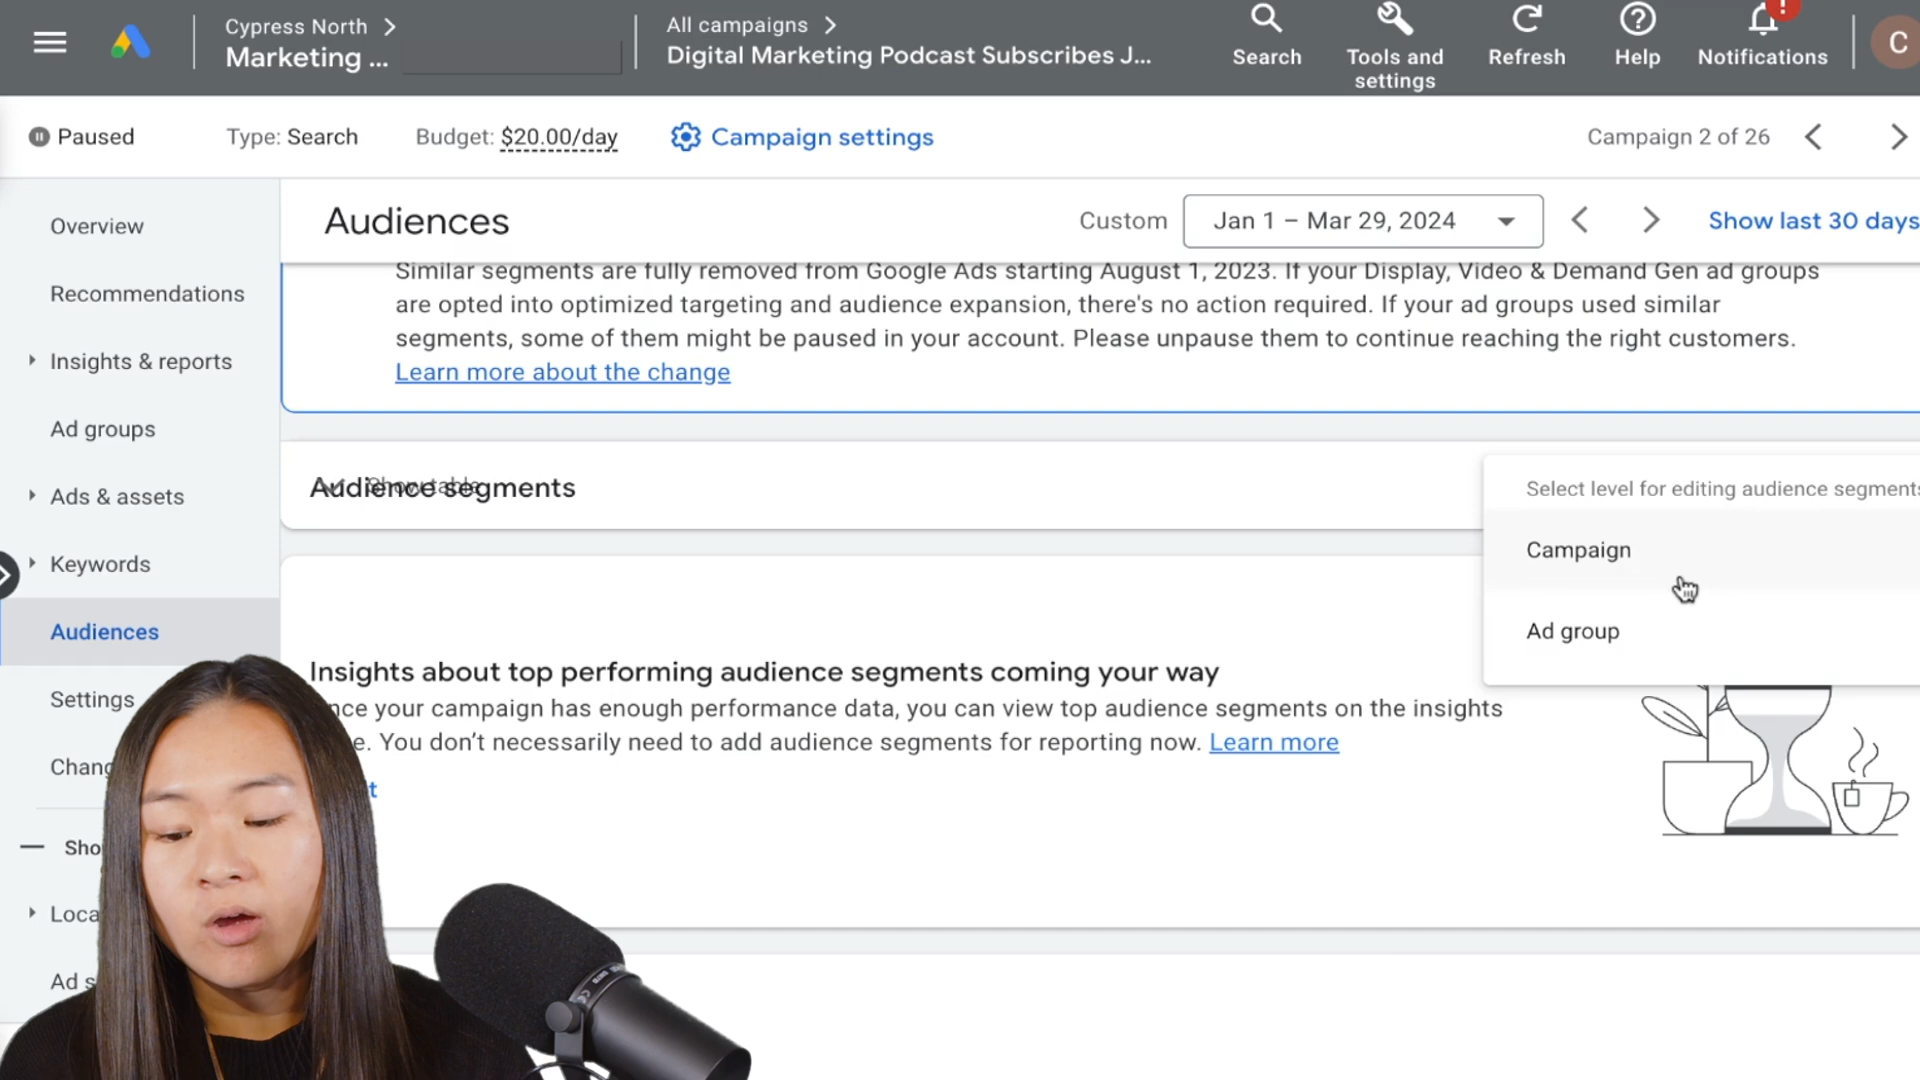 Cypress North
Marketing ...
All campaigns
Digital Marketing Podcast Subscribes J...
Search
Tools and
settings
Refresh
Help
!
Notifications
C
Paused
Type: Search
Budget: $20.00/day
Campaign settings
Campaign 2 of 26
Overview
Recommendations
Insights & reports
Ad groups
Ads & assets
Keywords
Audiences
Settings
Chang
Sho
Loca
Ad s
Audiences
Custom
Jan 1 – Mar 29, 2024
Show last 30 days
Similar segments are fully removed from Google Ads starting August 1, 2023. If your Display, Video & Demand Gen ad groups
are opted into optimized targeting and audience expansion, there's no action required. If your ad groups used similar
segments, some of them might be paused in your account. Please unpause them to continue reaching the right customers.
Learn more about the change
Audience segments
Show table
Select level for editing audience segments
Campaign
Ad group
Insights about top performing audience segments coming your way
nce your campaign has enough performance data, you can view top audience segments on the insights
e. You don't necessarily need to add audience segments for reporting now. Learn more
t